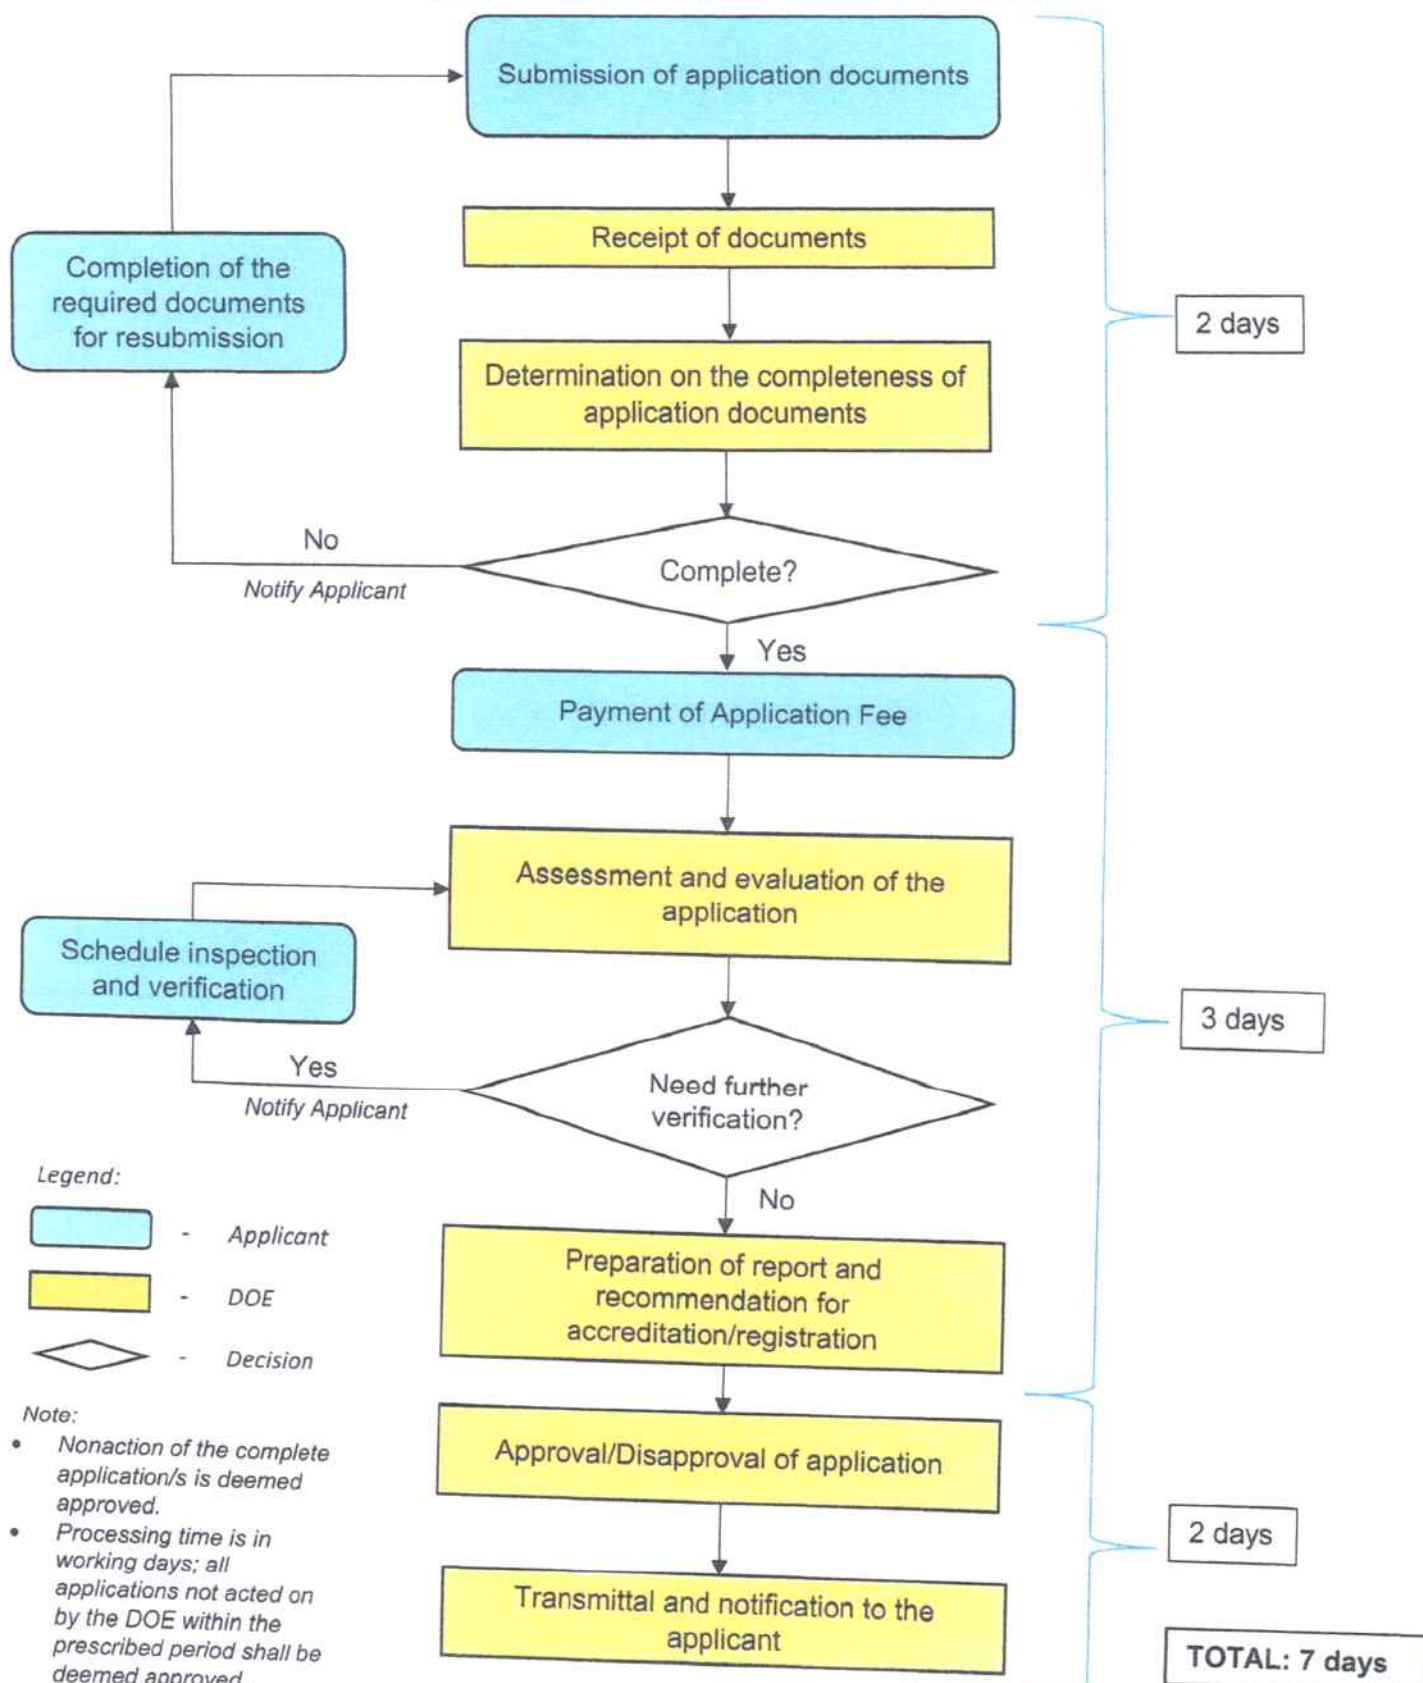 Submission of application documents
Receipt of documents
Completion of the
required documents
for resubmission
2 days
Determination on the completeness of
application documents
No
Complete?
Notify Applicant
Yes
Payment of Application Fee
Assessment and evaluation of the
application
Schedule inspection
and verification
3 days
Yes
Need further
verification?
Notify Applicant
Legend:
No
- Applicant
- DOE
- Decision
Preparation of report and
recommendation for
accreditation/registration
Note:
• Nonaction of the complete
application/s is deemed
approved.
• Processing time is in
working days; all
applications not acted on
by the DOE within the
prescribed period shall be
deemed approved
Approval/Disapproval of application
2 days
Transmittal and notification to the
applicant
TOTAL: 7 days